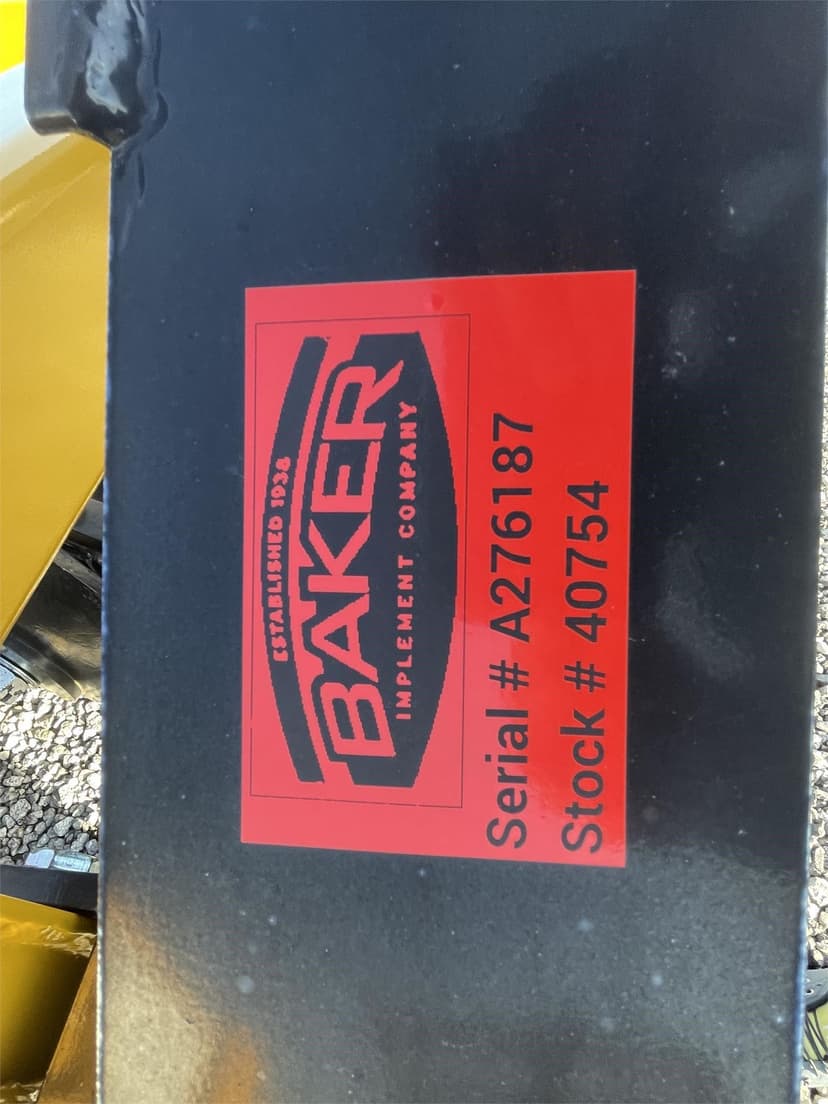 ESTABLISHED 1938
BAKER
IMPLEMENT COMPANY
Serial # A276187
Stock # 40754